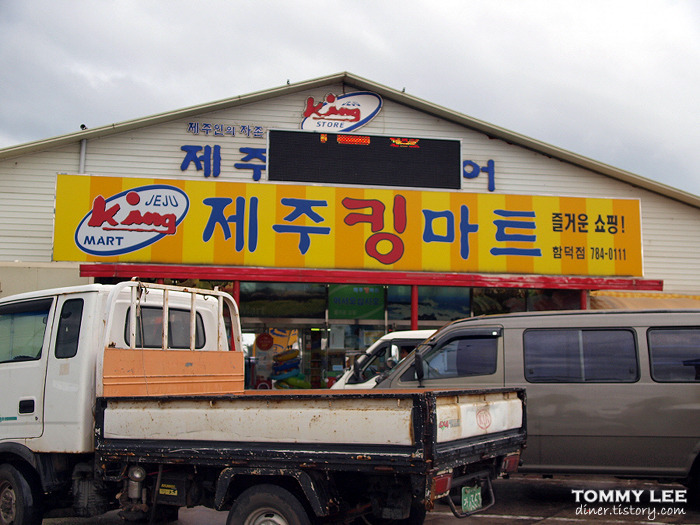 King
STORE
제주인의 자존
제주 어
JEJU
King
MART
제주킹마트
즐거운 쇼핑!
함덕점 784-0111
TOMMY LEE
diner.tistory.com